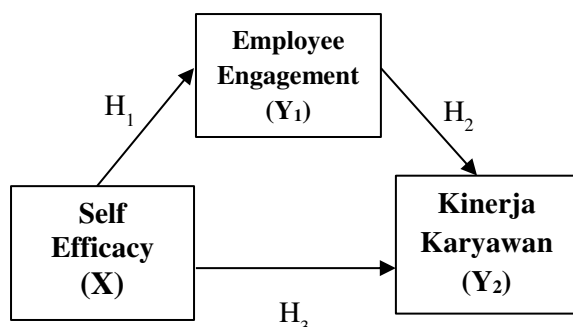 Employee
Engagement
(Y₁)
H₁
H₂
Self
Efficacy
(X)
Kinerja
Karyawan
(Y₂)
H₃